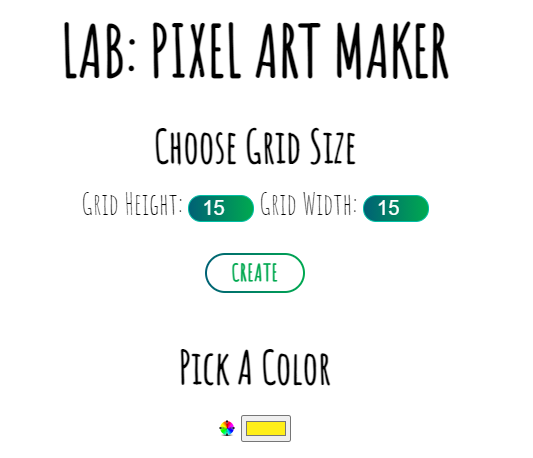 LAB: PIXEL ART MAKER
Choose Grid Size
Grid Height: 15 Grid Width: 15
CREATE
Pick A Color